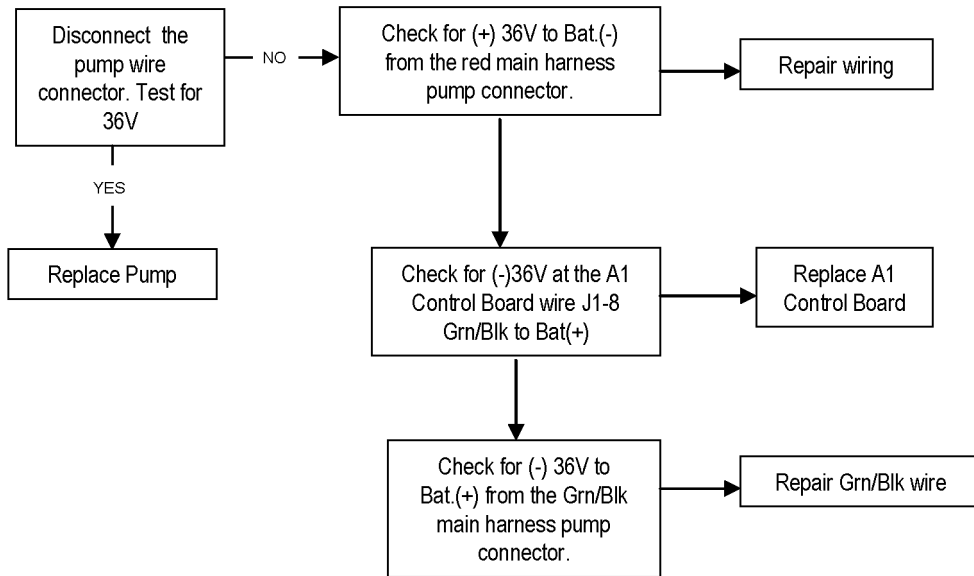 Disconnect the
pump wire
connector. Test for
36V
NO
Check for (+) 36V to Bat.(-)
from the red main harness
pump connector.
Repair wiring
YES
Replace Pump
Check for (-)36V at the A1
Control Board wire J1-8
Grn/Blk to Bat(+)
Replace A1
Control Board
Check for (-) 36V to
Bat.(+) from the Grn/Blk
main harness pump
connector.
Repair Grn/Blk wire